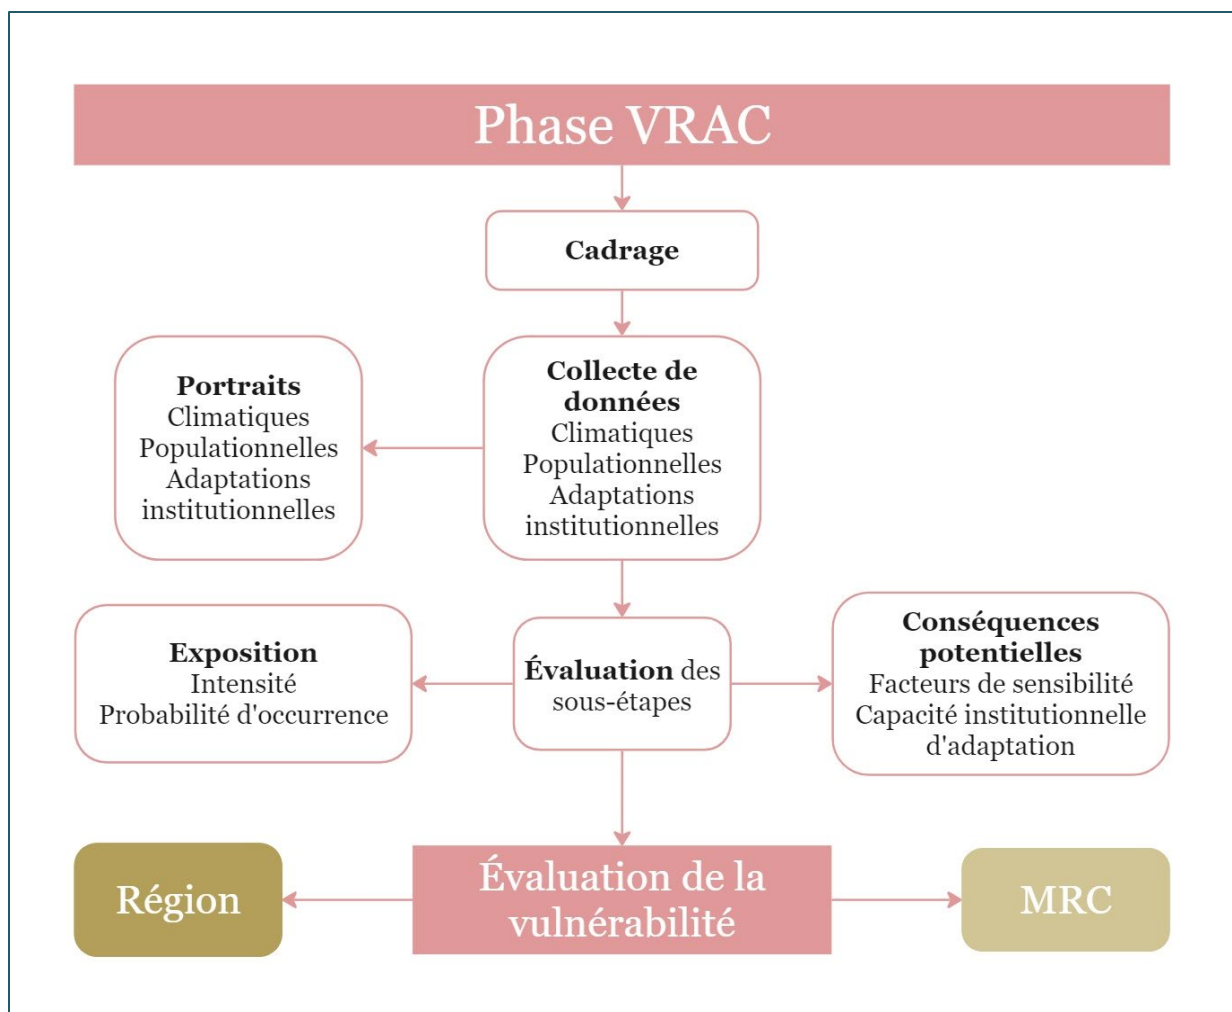 Phase VRAC
Cadrage
Portraits
Climatiques
Populationnelles
Adaptations
institutionnelles
Collecte de
données
Climatiques
Populationnelles
Adaptations
institutionnelles
Exposition
Intensité
Probabilité d'occurrence
Évaluation des
sous-étapes
Conséquences
potentielles
Facteurs de sensibilité
Capacité institutionnelle
d'adaptation
Région
Évaluation de la
vulnérabilité
MRC